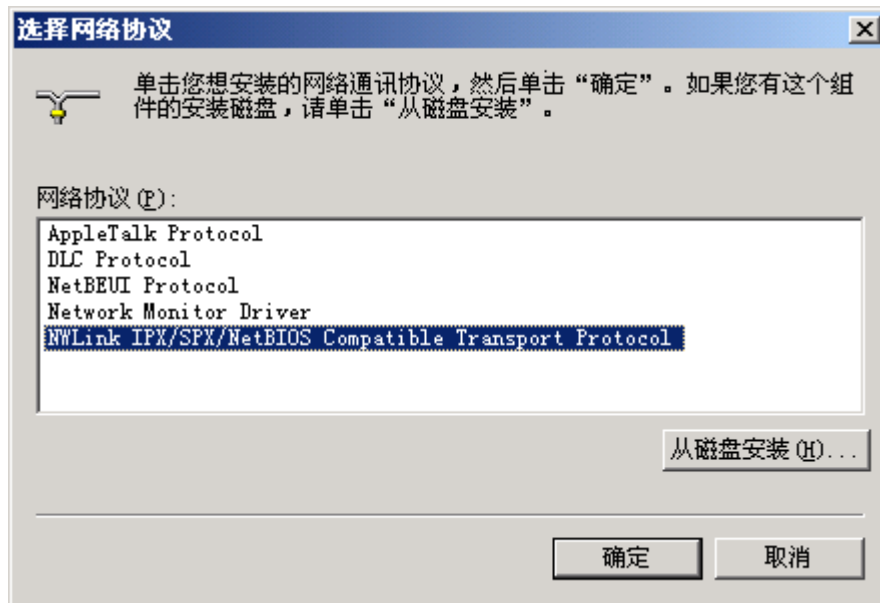 选择网络协议
单击您想安装的网络通讯协议，然后单击“确定”。如果您有这个组
件的安装磁盘，请单击“从磁盘安装”。
网络协议(P):
AppleTalk Protocol
DLC Protocol
NetBEUI Protocol
Network Monitor Driver
NWLink IPX/SPX/NetBIOS Compatible Transport Protocol
从磁盘安装(H)...
确定
取消